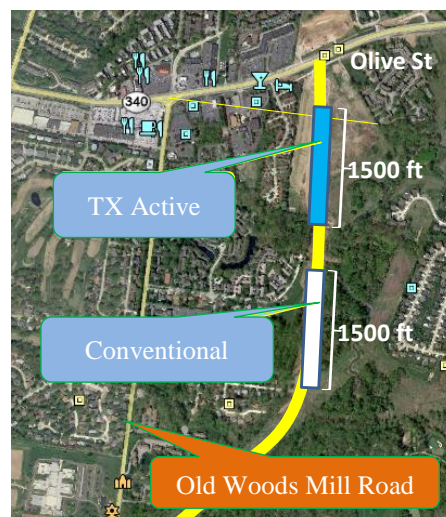 Olive St
340
1500 ft
TX Active
1500 ft
Conventional
Old Woods Mill Road